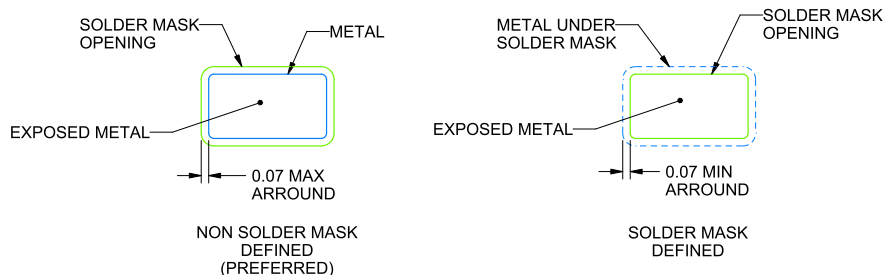 SOLDER MASK
OPENING
METAL
EXPOSED METAL
0.07 MAX
ARROUND
NON SOLDER MASK
DEFINED
(PREFERRED)
METAL UNDER
SOLDER MASK
SOLDER MASK
OPENING
EXPOSED METAL
0.07 MIN
ARROUND
SOLDER MASK
DEFINED